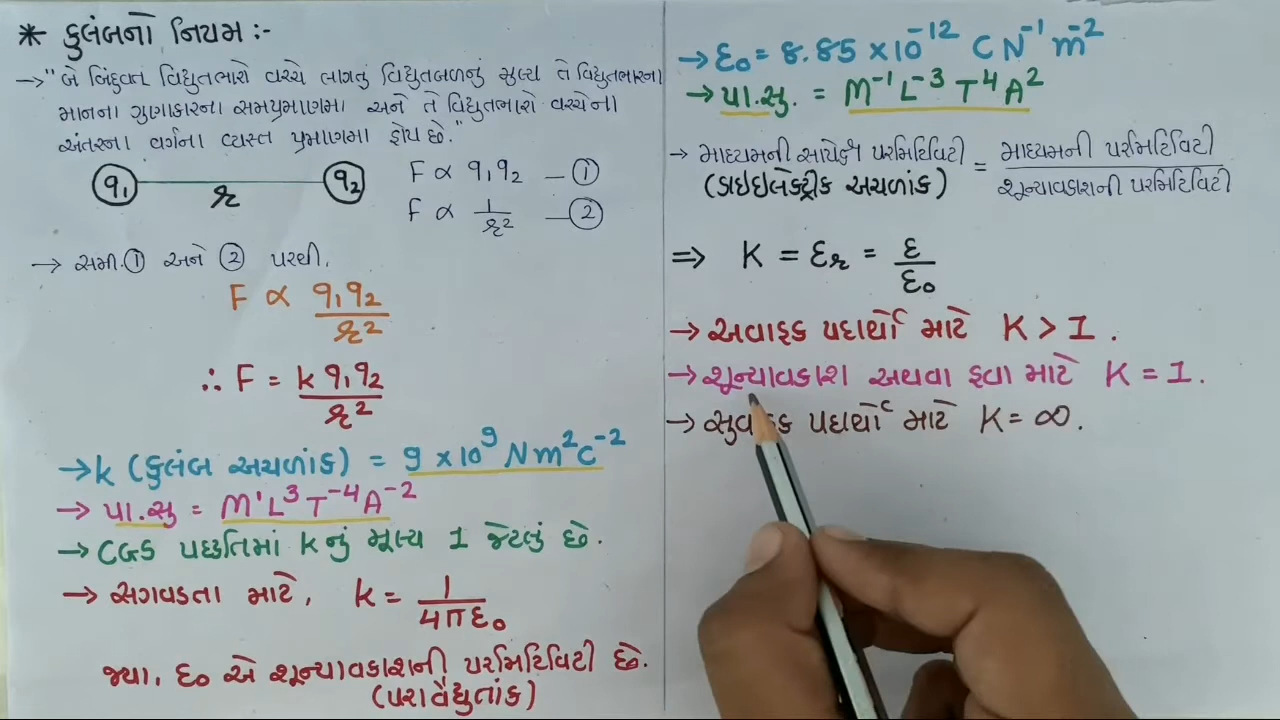 * કુલંબનો નિયમ :-
→ "બે બિંદુવત્ વિદ્યુતભારો વચ્ચે લાગતું વિદ્યુતબળનું મુલ્ય તે વિદ્યુતભારના
માનના ગુણાકારના સમપ્રમાણમા અને તે વિદ્યુતભારો વચ્ચેના
અંતરના વર્ગના વ્યસ્ત પ્રમાણમા હોય છે."
q₁ r q₂ F ∝ q₁q₂ — ①
F ∝ 1/r² — ②
→ સમી.① અને ② પરથી,
F ∝ q₁q₂/r²
∴ F = k q₁q₂/r²
→ k (કુલંબ અચળાંક) = 9 ×10⁹ Nm²C⁻²
→ પા.સુ = M¹L³T⁻⁴A⁻²
→ CGS પદ્ધતિમાં kનું મૂલ્ય 1 જેટલું છે.
→ સગવડતા માટે, k = 1/4πε₀
જ્યા, ε₀ એ શૂન્યાવકાશની પરમિટિવિટી છે.
(પરાવૈદ્યુતાંક)
→ ε₀ = 8.85 ×10⁻¹² CN⁻¹m⁻²
→ પા.સુ. = M⁻¹L⁻³T⁴A²
→ માધ્યમની સાપેક્ષ પરમિટિવિટી = માધ્યમની પરમિટિવિટી
(ડાઇઇલેક્ટ્રીક અચળાંક) શૂન્યાવકાશની પરમિટિવિટી
⇒ K = εr = ε/ε₀
→ અવાહક પદાર્થો માટે K > 1.
→ શૂન્યાવકાશ અથવા હવા માટે K = 1.
→ સુવાહક પદાર્થો માટે K = ∞.